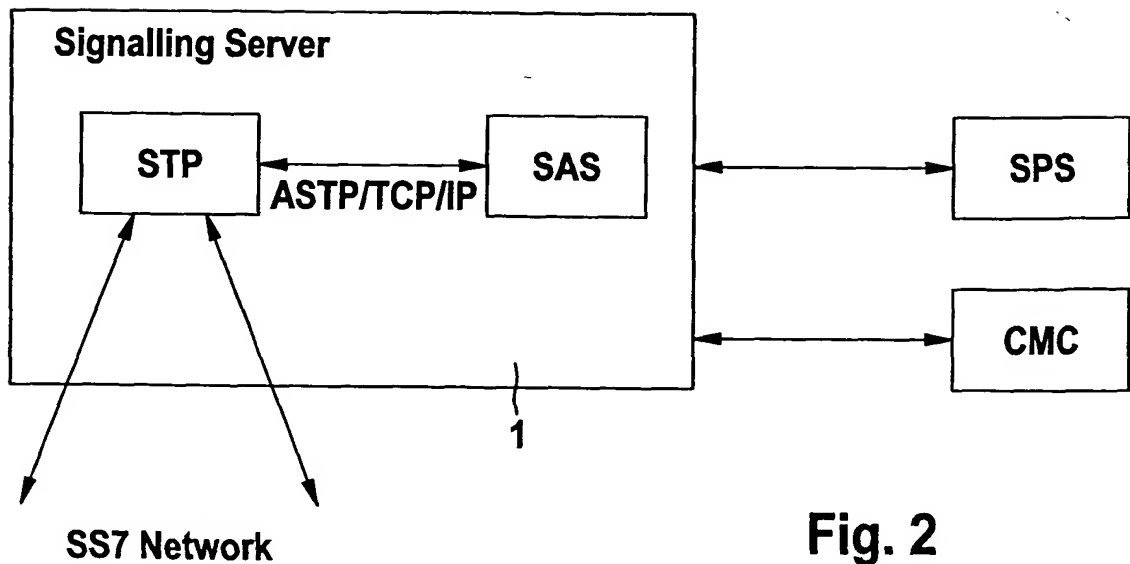 Signalling Server
STP
ASTP/TCP/IP
SAS
SPS
CMC
1
SS7 Network
Fig. 2